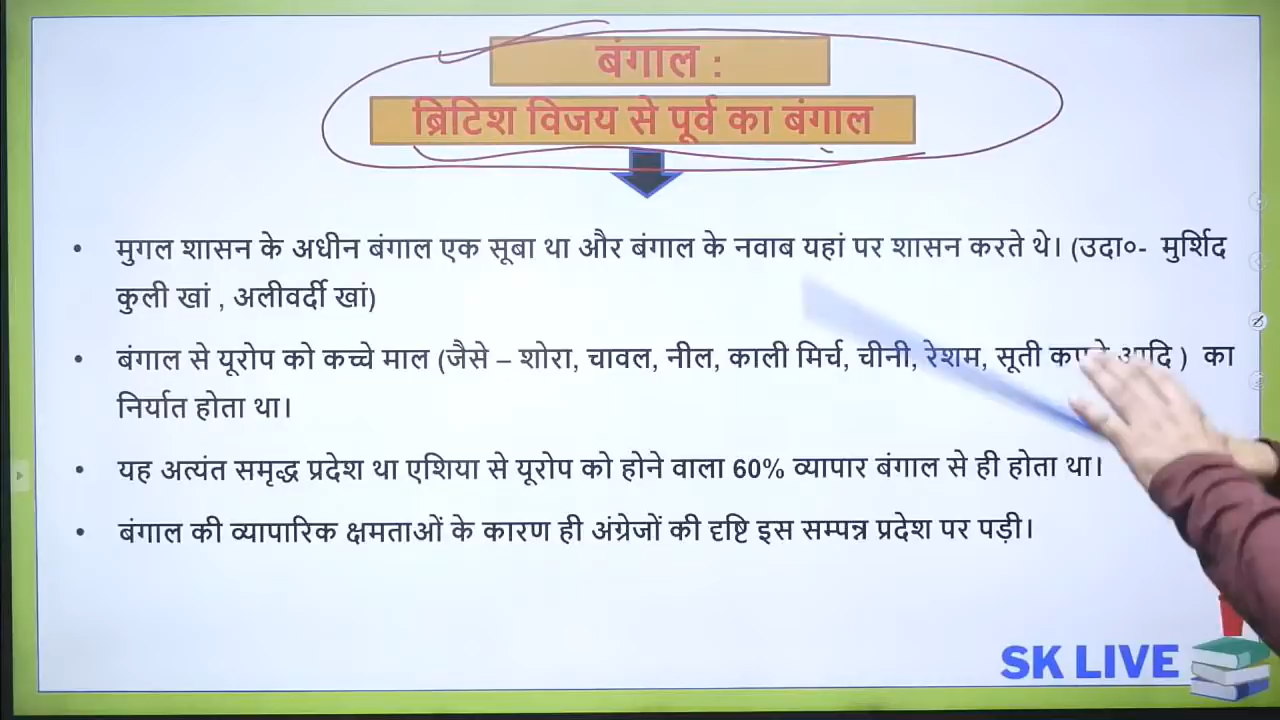 बंगाल :
ब्रिटिश विजय से पूर्व का बंगाल
• मुगल शासन के अधीन बंगाल एक सूबा था और बंगाल के नवाब यहां पर शासन करते थे। (उदा०- मुर्शिद
कुली खां , अलीवर्दी खां)
• बंगाल से यूरोप को कच्चे माल (जैसे – शोरा, चावल, नील, काली मिर्च, चीनी, रेशम, सूती आदि ) का
निर्यात होता था।
• यह अत्यंत समृद्ध प्रदेश था एशिया से यूरोप को होने वाला 60% व्यापार बंगाल से ही होता था।
• बंगाल की व्यापारिक क्षमताओं के कारण ही अंग्रेजों की दृष्टि इस सम्पन्न प्रदेश पर पड़ी।
SK LIVE